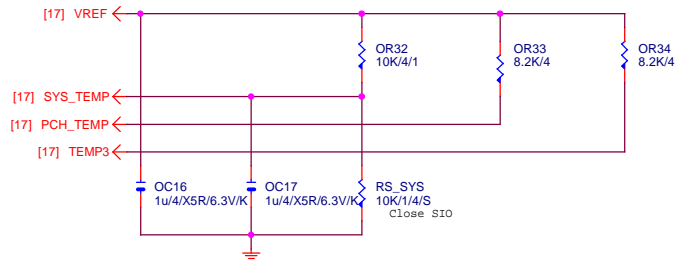 [17] VREF
OR32
10K/4/1
OR33
8.2K/4
OR34
8.2K/4
[17] SYS_TEMP
[17] PCH_TEMP
[17] TEMP3
OC16
1u/4/X5R/6.3V/K
OC17
1u/4/X5R/6.3V/K
RS_SYS
10K/1/4/S
Close SIO